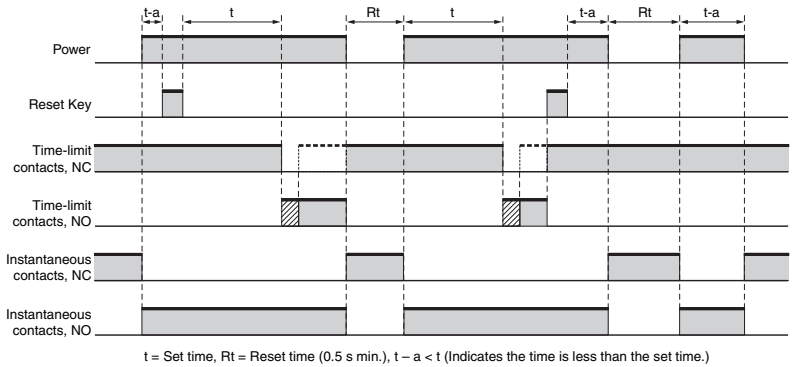 t-a t Rt t t-a Rt t-a
Power
Reset Key
Time-limit
contacts, NC
Time-limit
contacts, NO
Instantaneous
contacts, NC
Instantaneous
contacts, NO
t = Set time, Rt = Reset time (0.5 s min.), t – a < t (Indicates the time is less than the set time.)